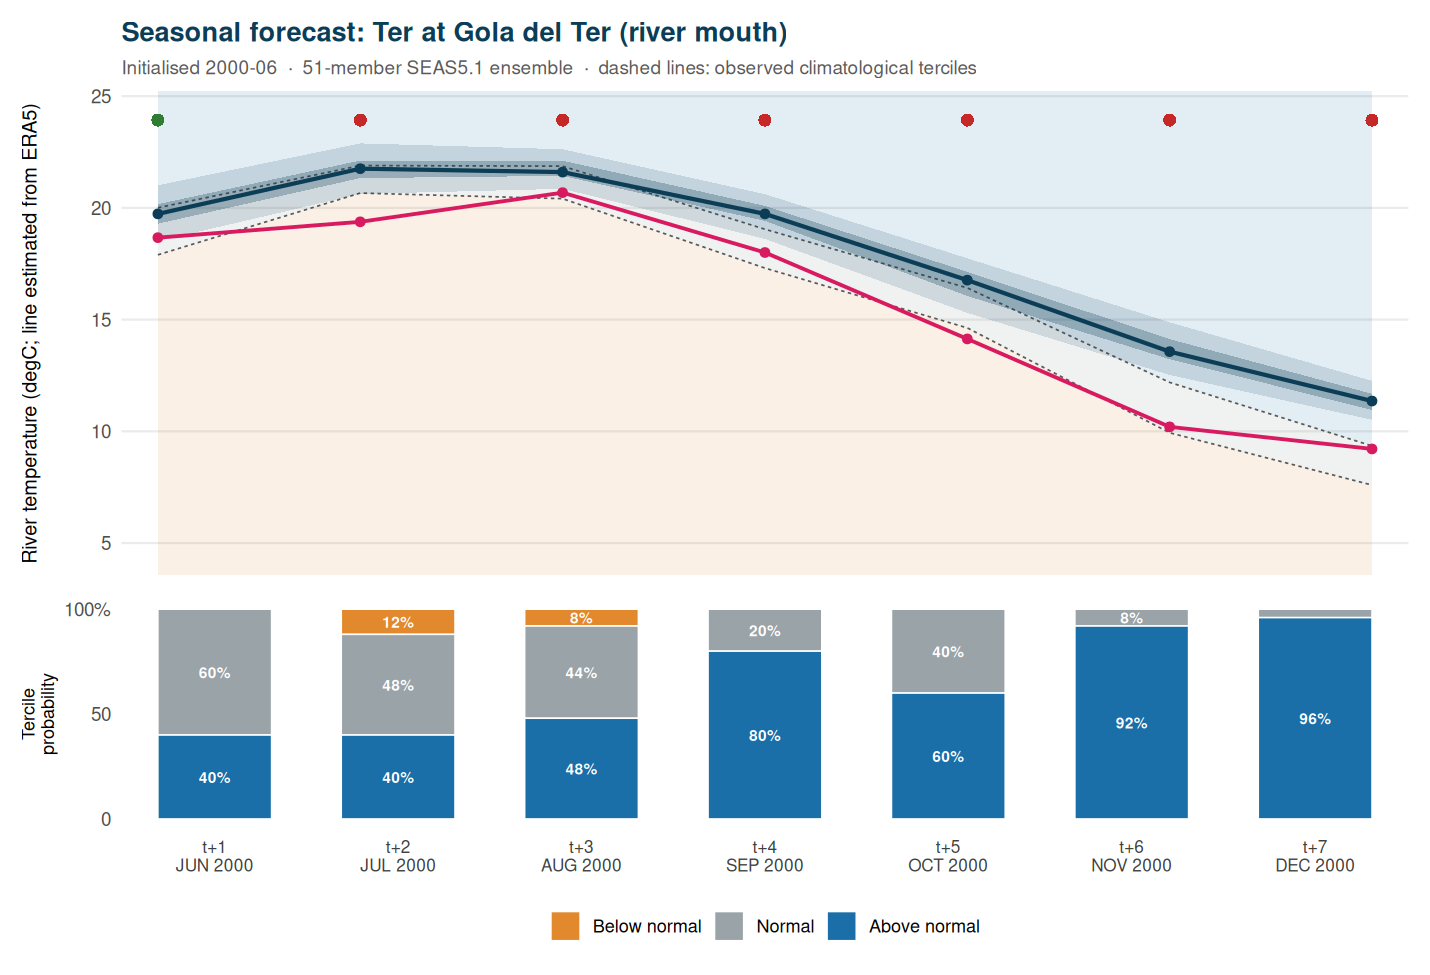 Seasonal forecast: Ter at Gola del Ter (river mouth)
Initialised 2000-06 · 51-member SEAS5.1 ensemble · dashed lines: observed climatological terciles
River temperature (degC; line estimated from ERA5)
25
20
15
10
5
Tercile
probability
100%
50
0
60%
40%
12%
48%
40%
8%
44%
48%
20%
80%
40%
60%
8%
92%
96%
t+1
JUN 2000
t+2
JUL 2000
t+3
AUG 2000
t+4
SEP 2000
t+5
OCT 2000
t+6
NOV 2000
t+7
DEC 2000
Below normal
Normal
Above normal